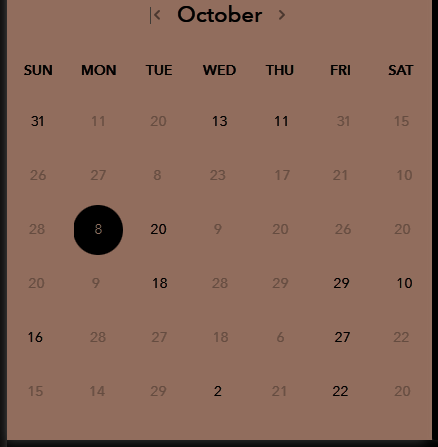 ‹ October ›
SUN MON TUE WED THU FRI SAT
31 11 20 13 11 31 15
26 27 8 23 17 21 10
28 8 20 9 20 26 20
20 9 18 28 29 29 10
16 28 27 18 6 27 22
15 14 29 2 21 22 20